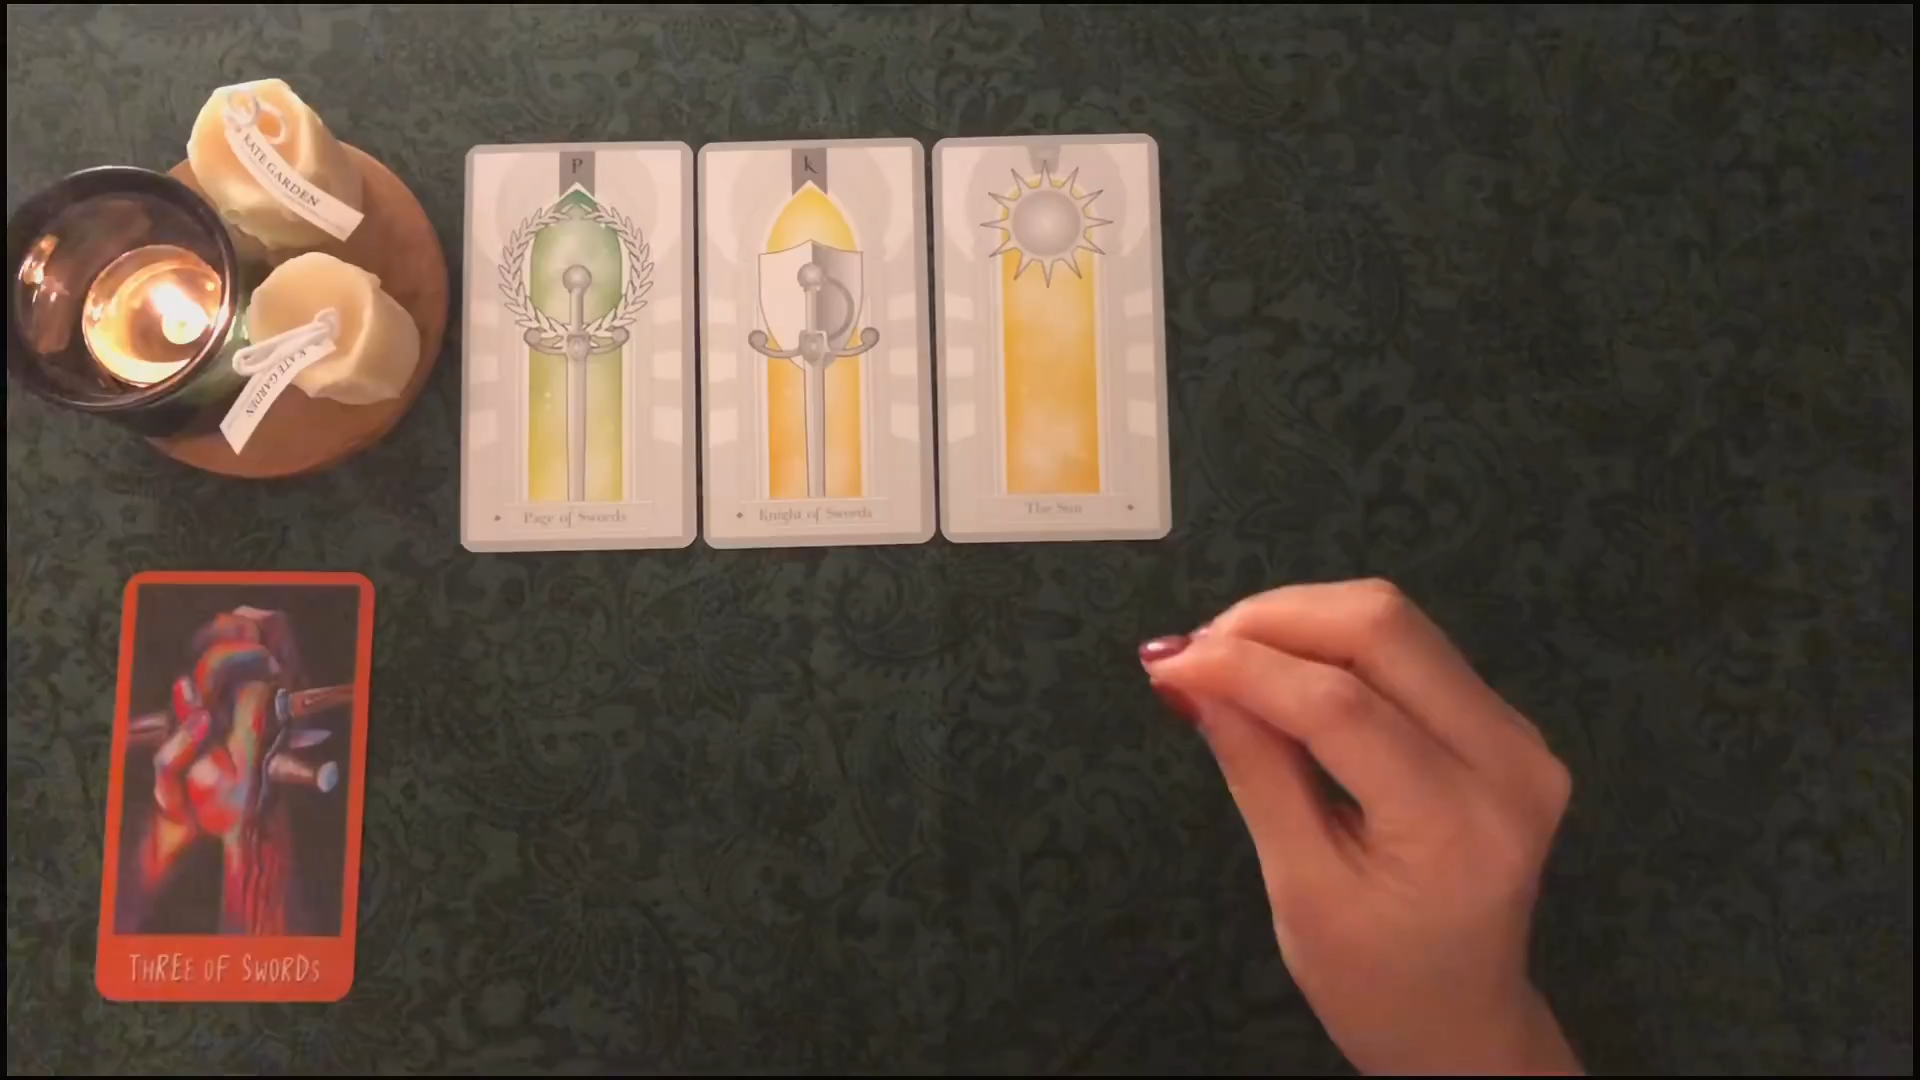 KATE GARDEN
KATE GARDEN
P
K
Page of Swords
Knight of Swords
The Sun
THREE OF SWORDS